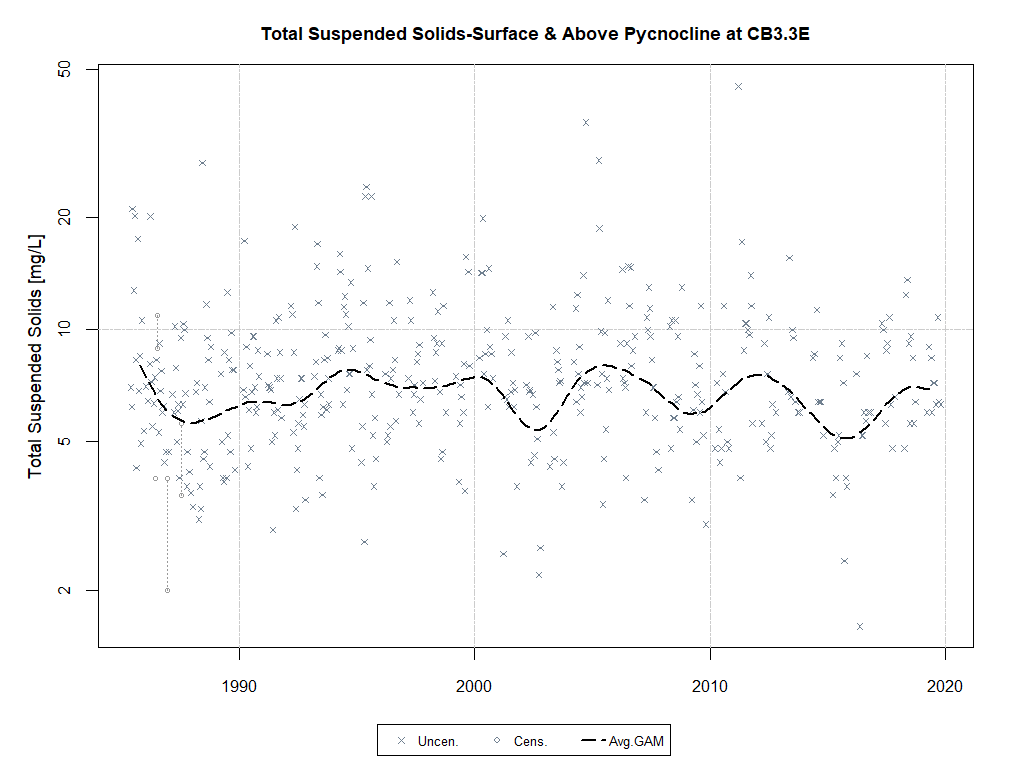 Total Suspended Solids-Surface & Above Pycnocline at CB3.3E
Total Suspended Solids [mg/L]
50
20
10
5
2
1990 2000 2010 2020
Uncen. Cens. Avg.GAM